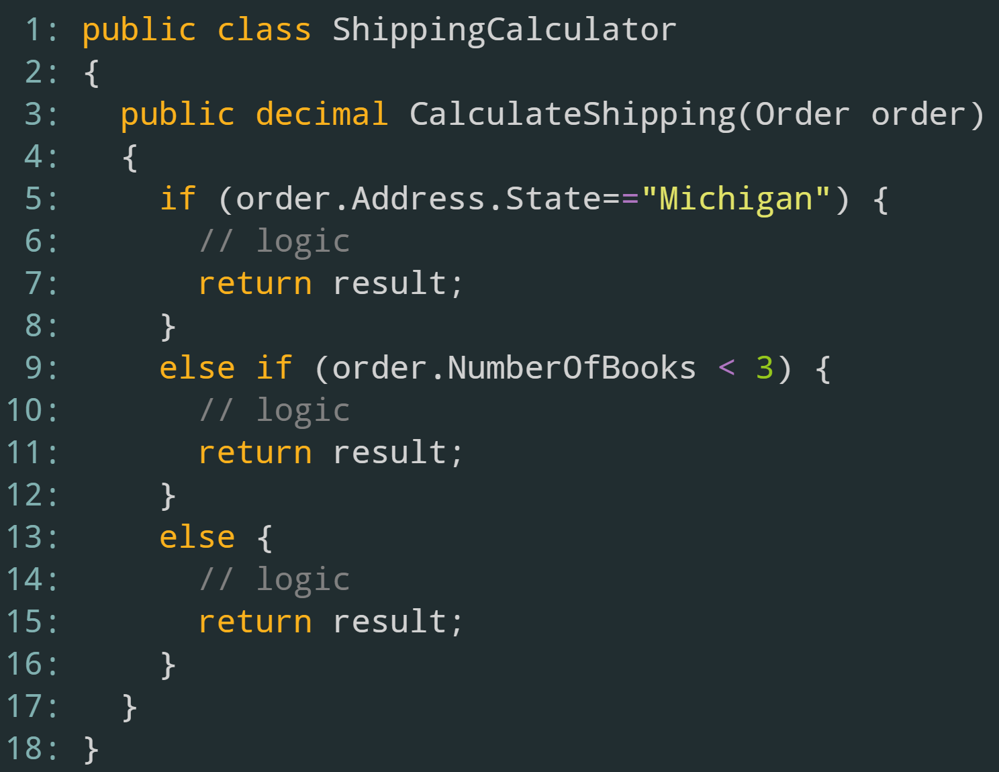 1: public class ShippingCalculator
2: {
3:   public decimal CalculateShipping(Order order)
4:   {
5:     if (order.Address.State=="Michigan") {
6:       // logic
7:       return result;
8:     }
9:     else if (order.NumberOfBooks < 3) {
10:       // logic
11:       return result;
12:     }
13:     else {
14:       // logic
15:       return result;
16:     }
17:   }
18: }